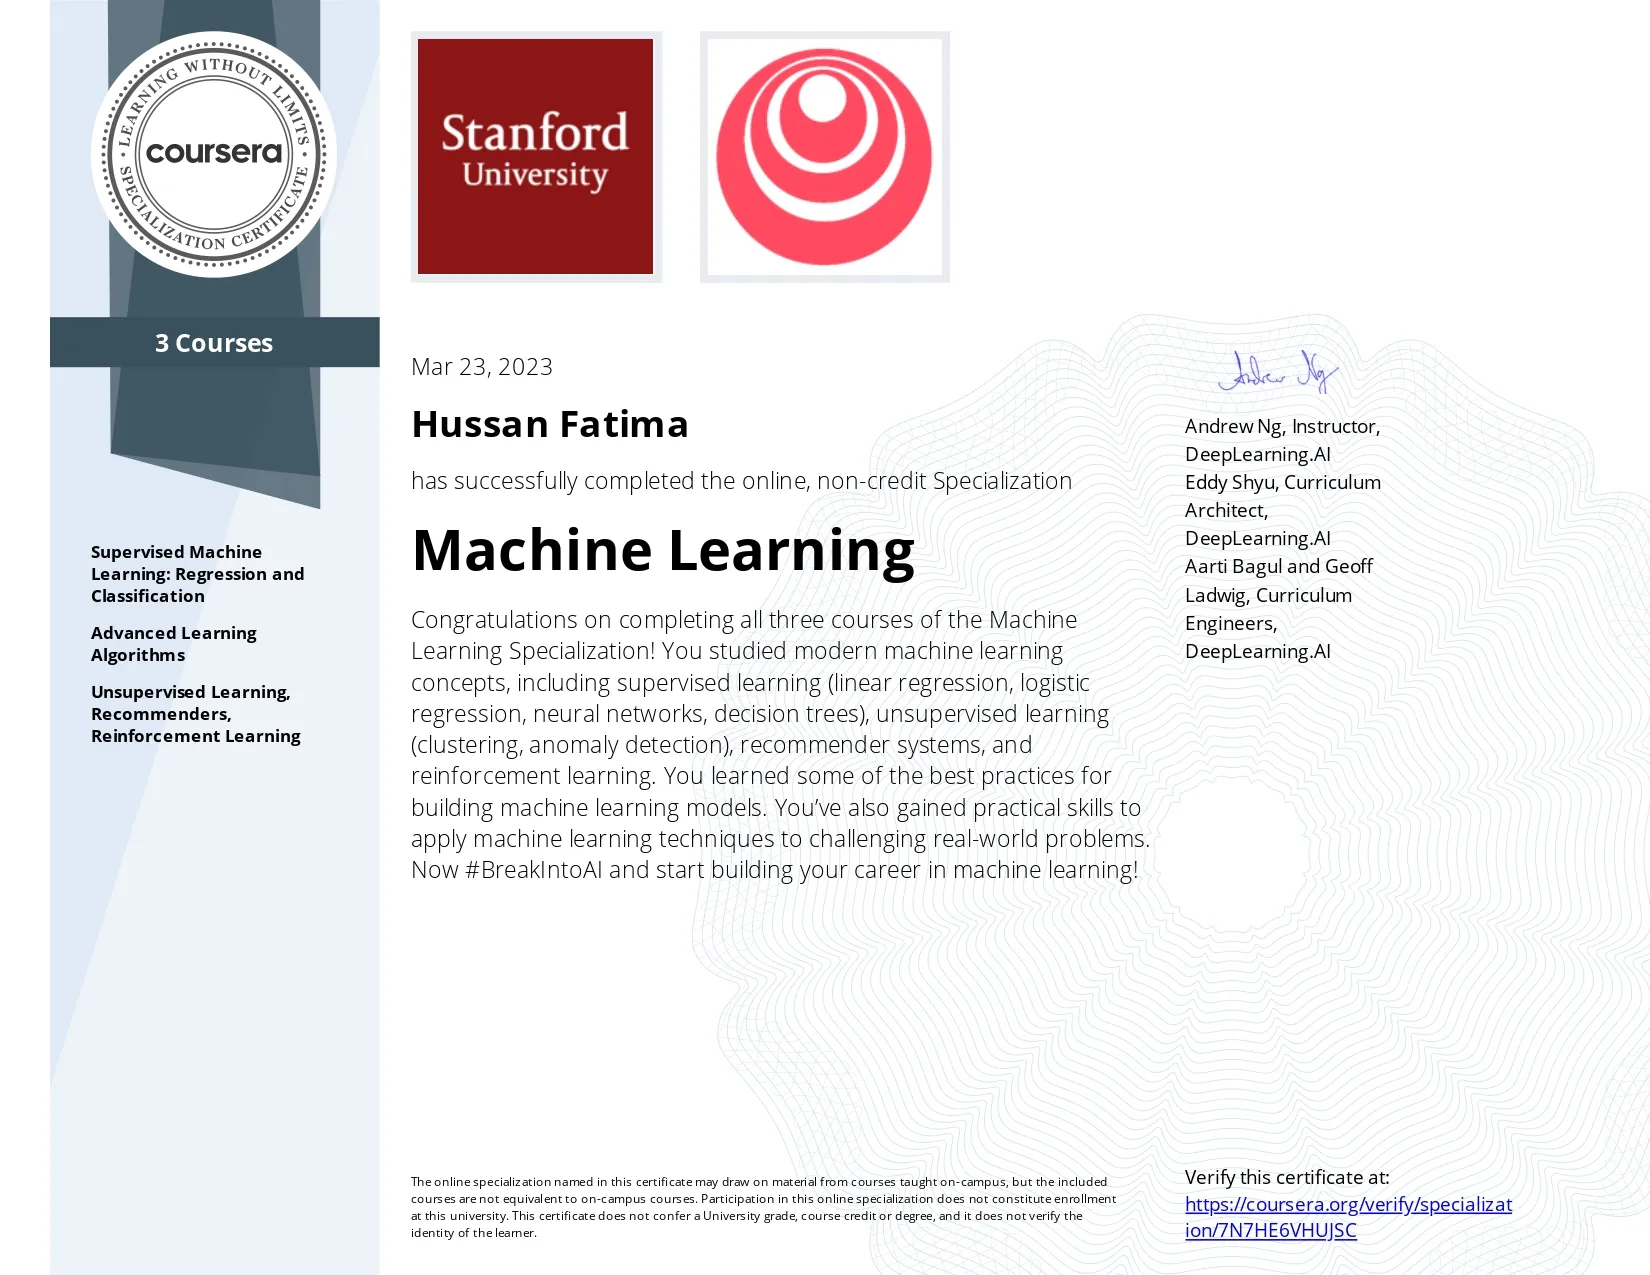 LEARNING WITHOUT LIMITS
coursera
SPECIALIZATION CERTIFICATE
3 Courses
Supervised Machine
Learning: Regression and
Classification
Advanced Learning
Algorithms
Unsupervised Learning,
Recommenders,
Reinforcement Learning
Stanford
University
Mar 23, 2023
Hussan Fatima
has successfully completed the online, non-credit Specialization
Machine Learning
Congratulations on completing all three courses of the Machine
Learning Specialization! You studied modern machine learning
concepts, including supervised learning (linear regression, logistic
regression, neural networks, decision trees), unsupervised learning
(clustering, anomaly detection), recommender systems, and
reinforcement learning. You learned some of the best practices for
building machine learning models. You’ve also gained practical skills to
apply machine learning techniques to challenging real-world problems.
Now #BreakIntoAI and start building your career in machine learning!
Andrew Ng
Andrew Ng, Instructor,
DeepLearning.AI
Eddy Shyu, Curriculum
Architect,
DeepLearning.AI
Aarti Bagul and Geoff
Ladwig, Curriculum
Engineers,
DeepLearning.AI
The online specialization named in this certificate may draw on material from courses taught on-campus, but the included
courses are not equivalent to on-campus courses. Participation in this online specialization does not constitute enrollment
at this university. This certificate does not confer a University grade, course credit or degree, and it does not verify the
identity of the learner.
Verify this certificate at:
https://coursera.org/verify/specializat
ion/7N7HE6VHUJSC